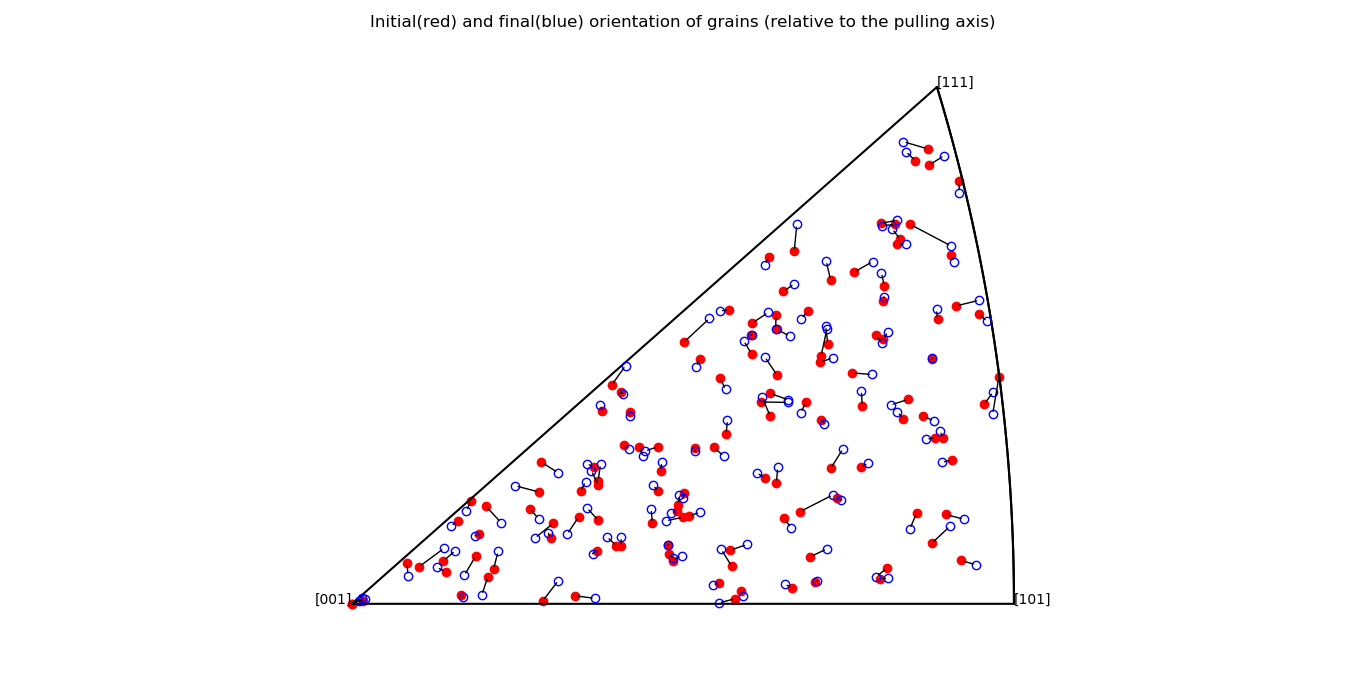 Initial(red) and final(blue) orientation of grains (relative to the pulling axis)
[111]
[001]
[101]